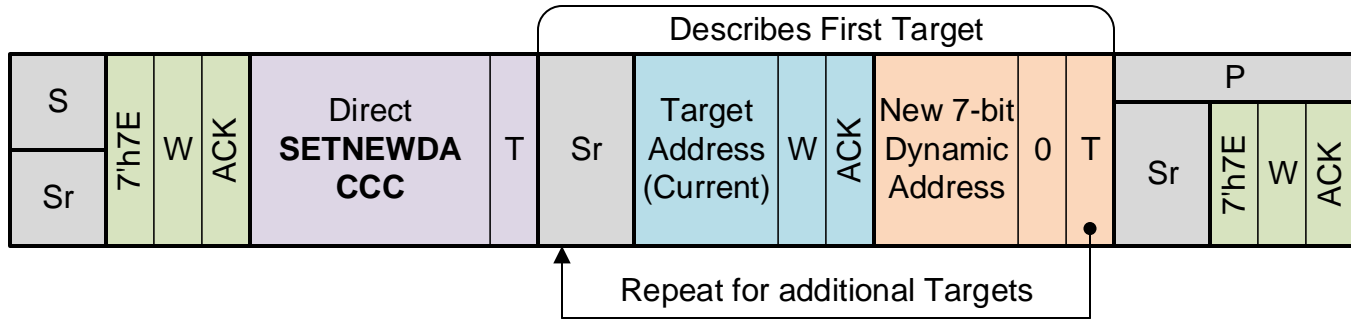 Describes First Target
S
Sr
7'h7E
W
ACK
Direct
SETNEWDA
CCC
T
Sr
Target
Address
(Current)
W
ACK
New 7-bit
Dynamic
Address
0
T
P
Sr
7'h7E
W
ACK
Repeat for additional Targets